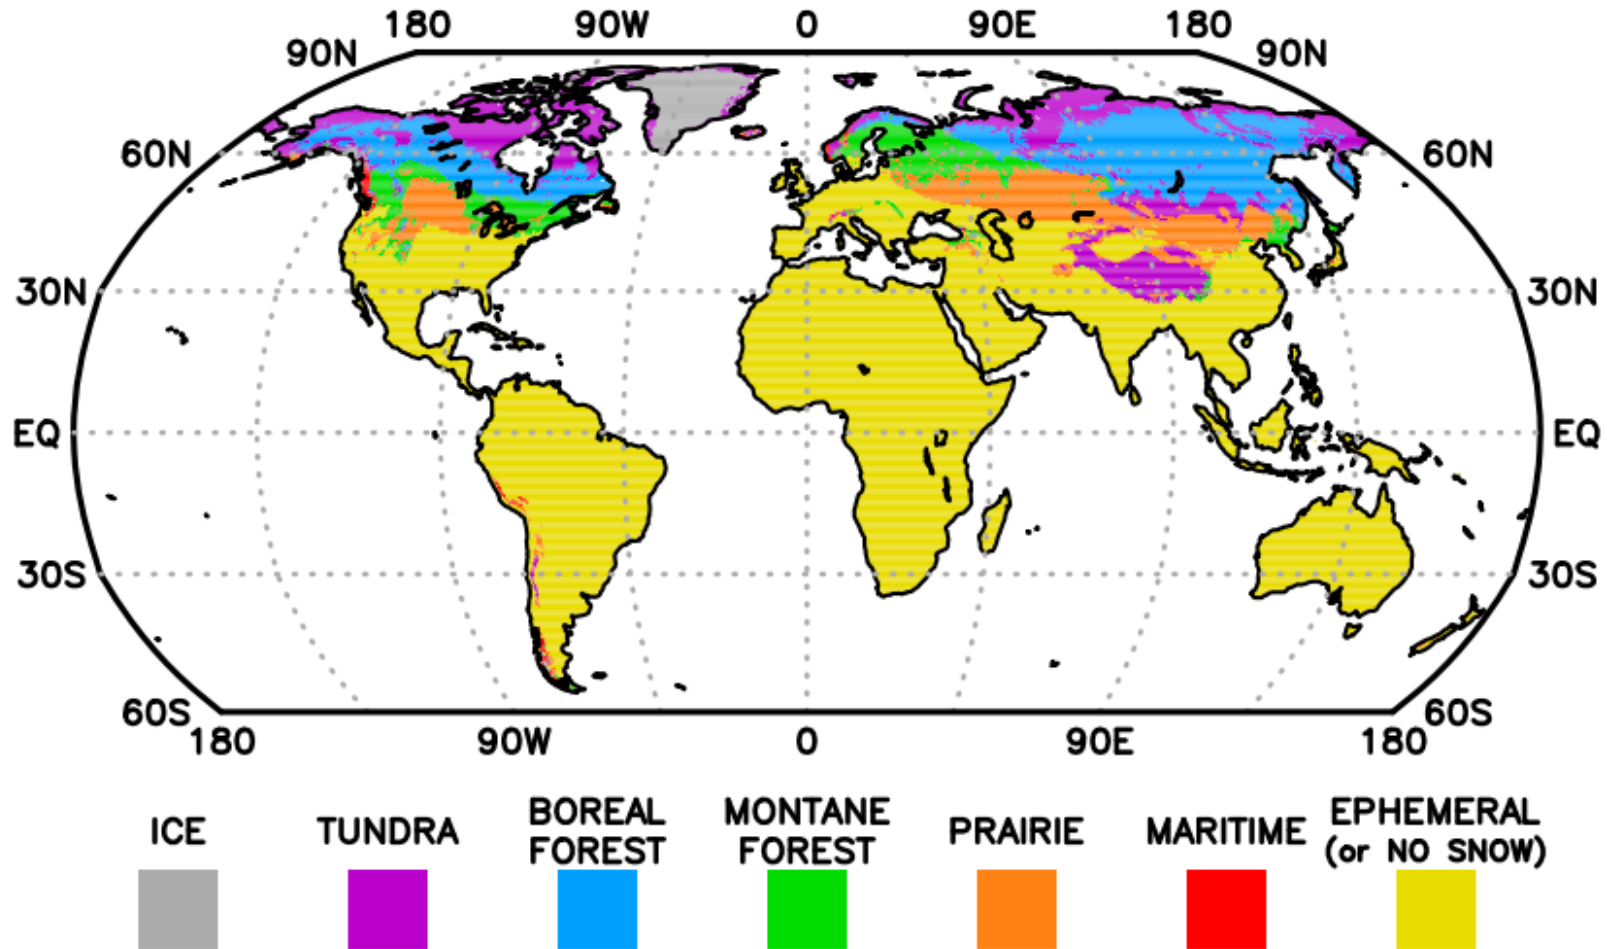 180 90W 0 90E 180
90N 90N
60N 60N
30N 30N
EQ EQ
30S 30S
60S 60S
180 90W 0 90E 180
ICE
TUNDRA
BOREAL
FOREST
MONTANE
FOREST
PRAIRIE
MARITIME
EPHEMERAL
(or NO SNOW)